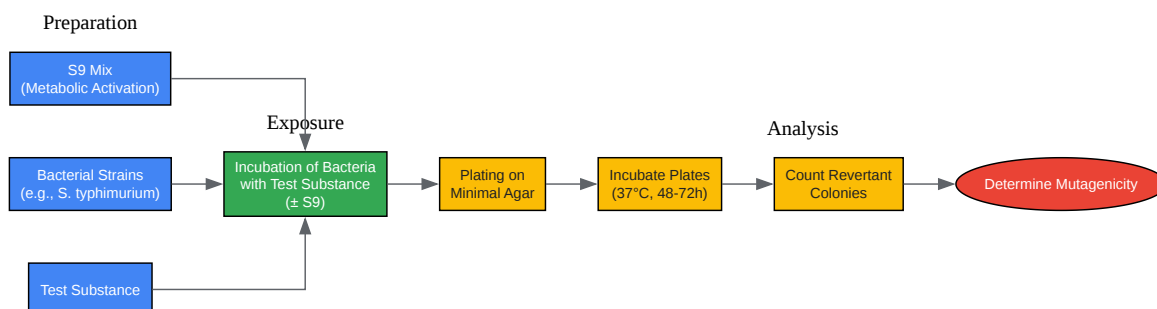 Preparation
S9 Mix
(Metabolic Activation)
Exposure
Analysis
Bacterial Strains
(e.g., S. typhimurium)
Incubation of Bacteria
with Test Substance
(± S9)
Plating on
Minimal Agar
Incubate Plates
(37°C, 48-72h)
Count Revertant
Colonies
Determine Mutagenicity
Test Substance